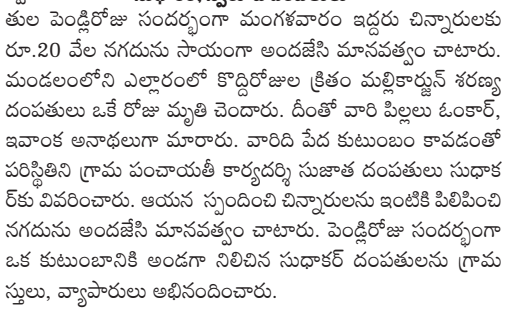 తుల పెండ్లిరోజు సందర్భంగా మంగళవారం ఇద్దరు చిన్నారులకు
రూ.20 వేల నగదును సాయంగా అందజేసి మానవత్వం చాటారు.
మండలంలోని ఎల్లారంలో కొద్దిరోజుల క్రితం మల్లికార్జున్ శరణ్య
దంపతులు ఒకే రోజు మృతి చెందారు. దీంతో వారి పిల్లలు ఓంకార్,
ఇవాంక అనాథలుగా మారారు. వారిది పేద కుటుంబం కావడంతో
పరిస్థితిని గ్రామ పంచాయతీ కార్యదర్శి సుజాత దంపతులు సుధాక
ర్‌కు వివరించారు. ఆయన స్పందించి చిన్నారులను ఇంటికి పిలిపించి
నగదును అందజేసి మానవత్వం చాటారు. పెండ్లిరోజు సందర్భంగా
ఒక కుటుంబానికి అండగా నిలిచిన సుధాకర్ దంపతులను గ్రామ
స్తులు, వ్యాపారులు అభినందించారు.